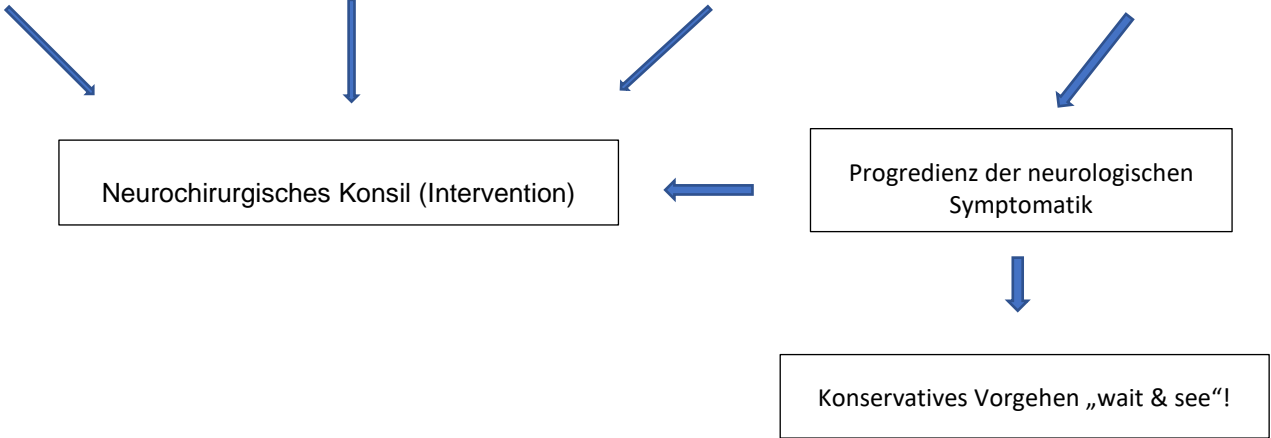 Neurochirurgisches Konsil (Intervention)
Progredienz der neurologischen
Symptomatik
Konservatives Vorgehen „wait & see“!